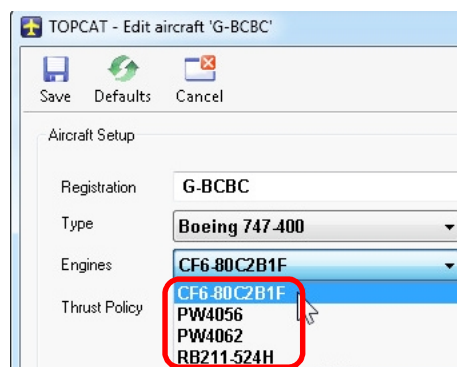 TOPCAT - Edit aircraft 'G-BCBC'
Save Defaults Cancel
Aircraft Setup
Registration G-BCBC
Type Boeing 747-400
Engines CF6-80C2B1F
CF6-80C2B1F
Thrust Policy
PW4056
PW4062
RB211-524H